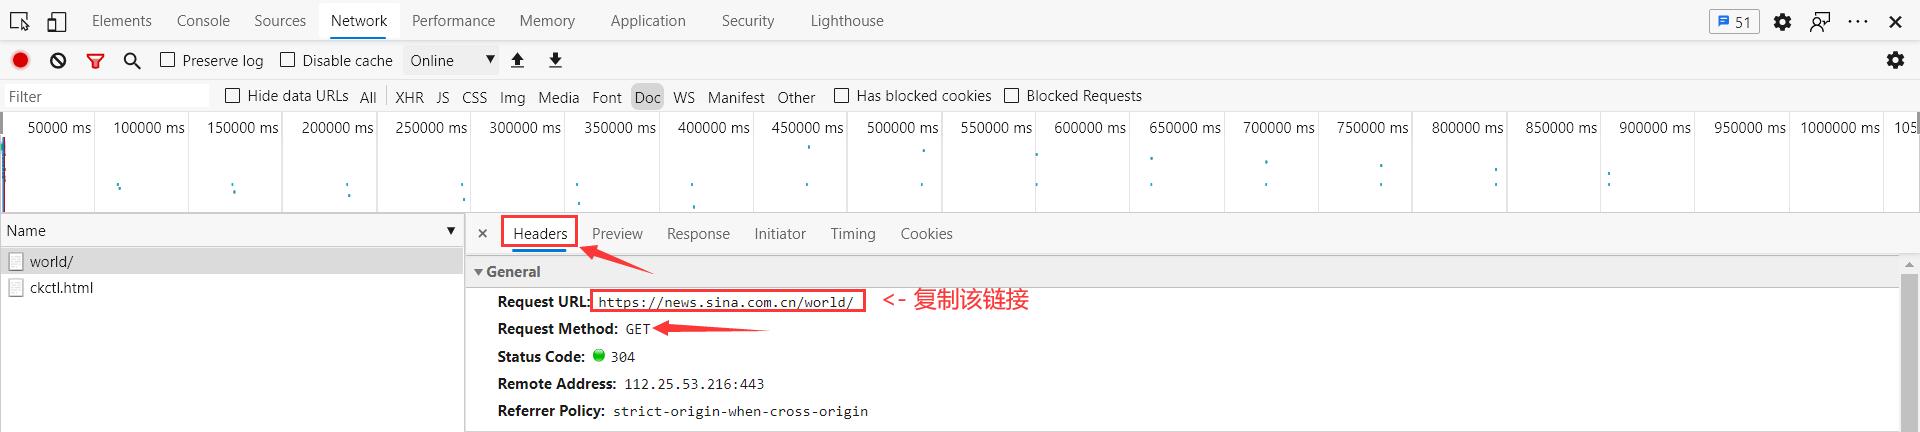 Elements Console Sources Network Performance Memory Application Security Lighthouse 51
Preserve log Disable cache Online
Filter Hide data URLs All XHR JS CSS Img Media Font Doc WS Manifest Other Has blocked cookies Blocked Requests
50000 ms 100000 ms 150000 ms 200000 ms 250000 ms 300000 ms 350000 ms 400000 ms 450000 ms 500000 ms 550000 ms 600000 ms 650000 ms 700000 ms 750000 ms 800000 ms 850000 ms 900000 ms 950000 ms 1000000 ms 105
Name
world/
ckctl.html
Headers Preview Response Initiator Timing Cookies
General
Request URL: https://news.sina.com.cn/world/ <- 复制该链接
Request Method: GET
Status Code: 304
Remote Address: 112.25.53.216:443
Referrer Policy: strict-origin-when-cross-origin